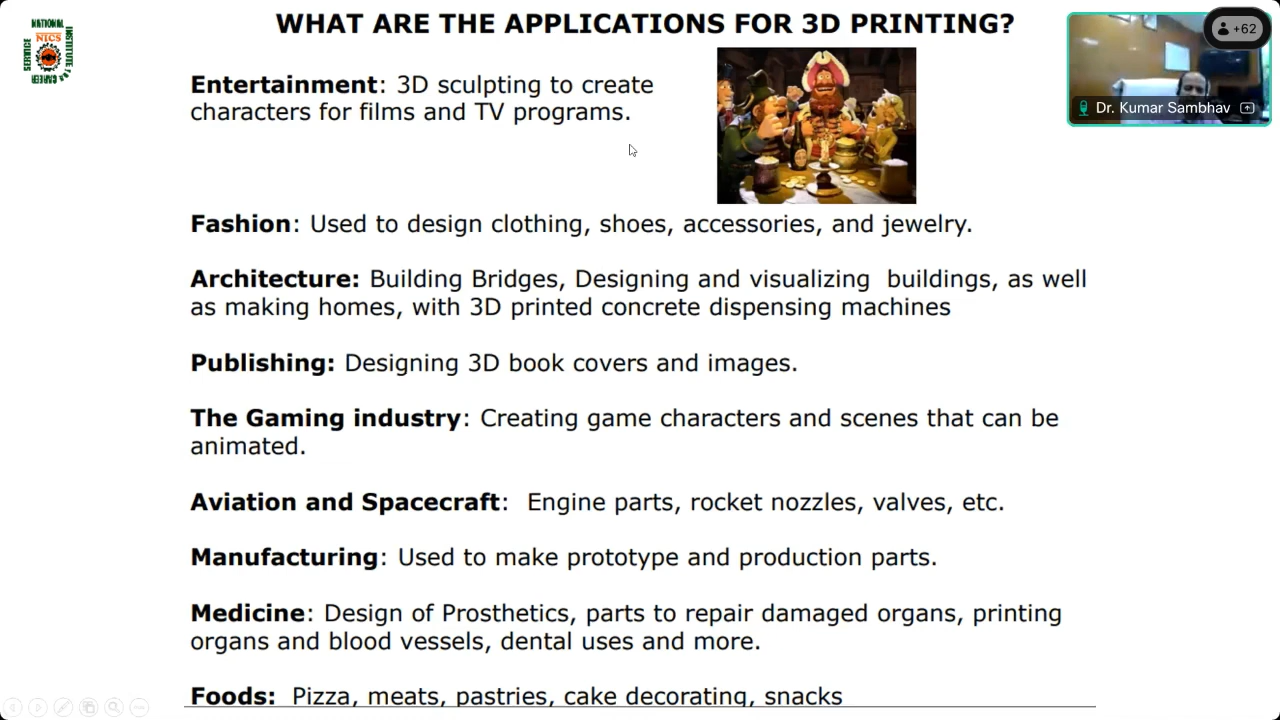 WHAT ARE THE APPLICATIONS FOR 3D PRINTING?
NATIONAL
INSTITUTE for
CAREER
SERVICE
NICS
+62
Dr. Kumar Sambhav
Entertainment: 3D sculpting to create
characters for films and TV programs.
Fashion: Used to design clothing, shoes, accessories, and jewelry.
Architecture: Building Bridges, Designing and visualizing  buildings, as well
as making homes, with 3D printed concrete dispensing machines
Publishing: Designing 3D book covers and images.
The Gaming industry: Creating game characters and scenes that can be
animated.
Aviation and Spacecraft:  Engine parts, rocket nozzles, valves, etc.
Manufacturing: Used to make prototype and production parts.
Medicine: Design of Prosthetics, parts to repair damaged organs, printing
organs and blood vessels, dental uses and more.
Foods:  Pizza, meats, pastries, cake decorating, snacks